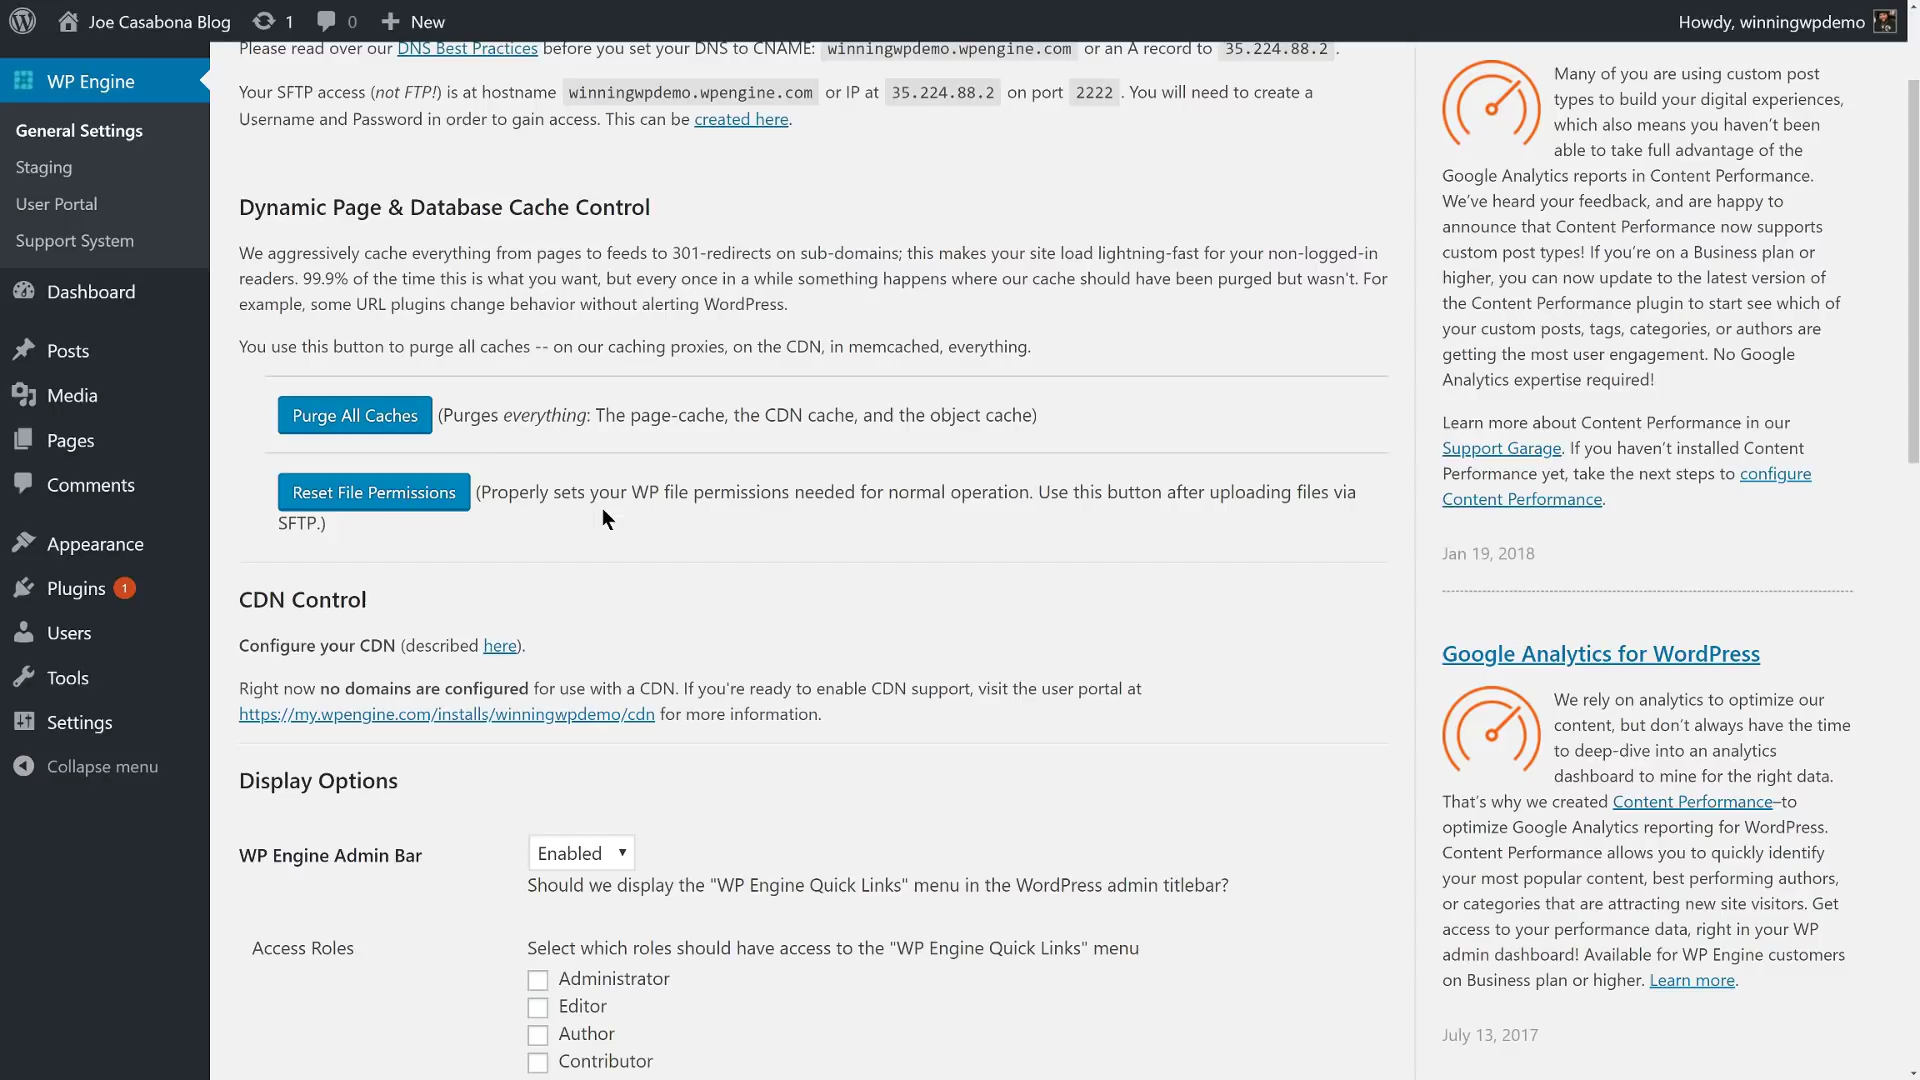 Joe Casabona Blog 1 0 New Howdy, winningwpdemo
WP Engine
General Settings
Staging
User Portal
Support System
Dashboard
Posts
Media
Pages
Comments
Appearance
Plugins 1
Users
Tools
Settings
Collapse menu
Please read over our DNS Best Practices before you set your DNS to CNAME: winningwpdemo.wpengine.com or an A record to 35.224.88.2 .
Your SFTP access (not FTP!) is at hostname winningwpdemo.wpengine.com or IP at 35.224.88.2 on port 2222 . You will need to create a
Username and Password in order to gain access. This can be created here.
Dynamic Page & Database Cache Control
We aggressively cache everything from pages to feeds to 301-redirects on sub-domains; this makes your site load lightning-fast for your non-logged-in
readers. 99.9% of the time this is what you want, but every once in a while something happens where our cache should have been purged but wasn't. For
example, some URL plugins change behavior without alerting WordPress.
You use this button to purge all caches -- on our caching proxies, on the CDN, in memcached, everything.
Purge All Caches (Purges everything: The page-cache, the CDN cache, and the object cache)
Reset File Permissions (Properly sets your WP file permissions needed for normal operation. Use this button after uploading files via
SFTP.)
CDN Control
Configure your CDN (described here).
Right now no domains are configured for use with a CDN. If you're ready to enable CDN support, visit the user portal at
https://my.wpengine.com/installs/winningwpdemo/cdn for more information.
Display Options
WP Engine Admin Bar Enabled
Should we display the "WP Engine Quick Links" menu in the WordPress admin titlebar?
Access Roles Select which roles should have access to the "WP Engine Quick Links" menu
Administrator
Editor
Author
Contributor
Many of you are using custom post
types to build your digital experiences,
which also means you haven’t been
able to take full advantage of the
Google Analytics reports in Content Performance.
We’ve heard your feedback, and are happy to
announce that Content Performance now supports
custom post types! If you’re on a Business plan or
higher, you can now update to the latest version of
the Content Performance plugin to start see which of
your custom posts, tags, categories, or authors are
getting the most user engagement. No Google
Analytics expertise required!
Learn more about Content Performance in our
Support Garage. If you haven’t installed Content
Performance yet, take the next steps to configure
Content Performance.
Jan 19, 2018
Google Analytics for WordPress
We rely on analytics to optimize our
content, but don’t always have the time
to deep-dive into an analytics
dashboard to mine for the right data.
That’s why we created Content Performance–to
optimize Google Analytics reporting for WordPress.
Content Performance allows you to quickly identify
your most popular content, best performing authors,
or categories that are attracting new site visitors. Get
access to your performance data, right in your WP
admin dashboard! Available for WP Engine customers
on Business plan or higher. Learn more.
July 13, 2017